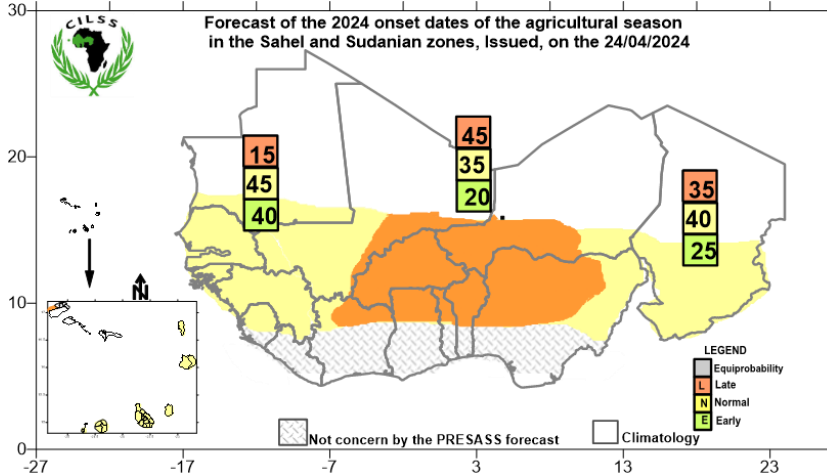 Forecast of the 2024 onset dates of the agricultural season
in the Sahel and Sudanian zones, Issued, on the 24/04/2024
CILSS
30
20
10
0
15
45
40
45
35
20
35
40
25
N
LEGEND
Equiprobability
L Late
N Normal
E Early
Not concern by the PRESASS forecast
Climatology
-27 -17 -7 3 13 23